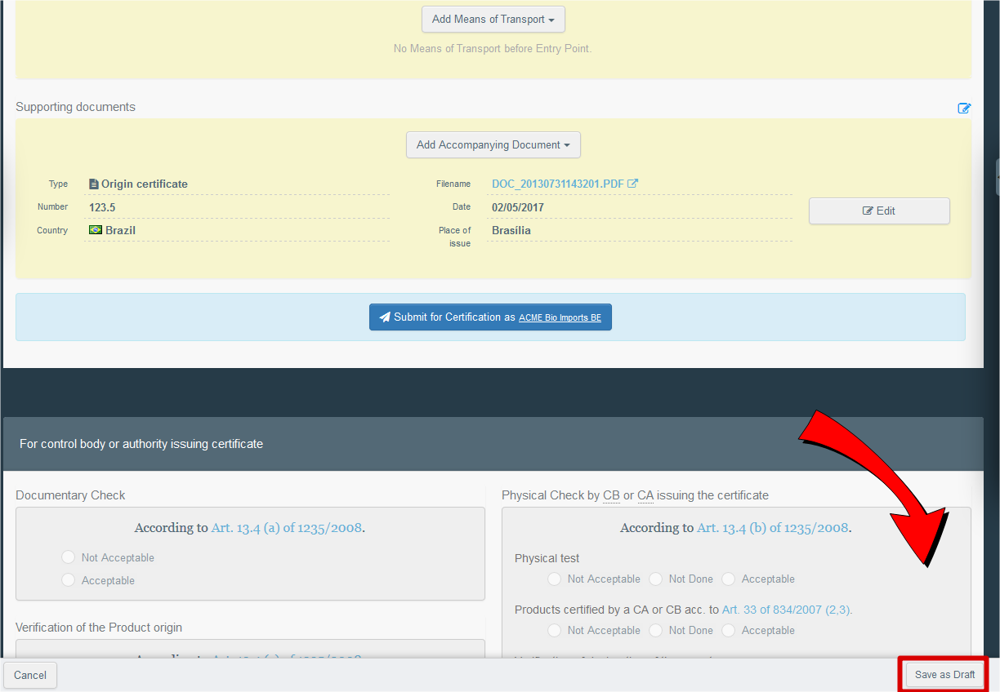 Add Means of Transport
No Means of Transport before Entry Point.
Supporting documents
Add Accompanying Document
Type Origin certificate Filename DOC_20130731143201.PDF
Number 123.5 Date 02/05/2017
Edit
Country Brazil Place of issue Brasília
Submit for Certification as ACME Bio Imports BE
For control body or authority issuing certificate
Documentary Check
According to Art. 13.4 (a) of 1235/2008.
Not Acceptable
Acceptable
Verification of the Product origin
Physical Check by CB or CA issuing the certificate
According to Art. 13.4 (b) of 1235/2008.
Physical test
Not Acceptable Not Done Acceptable
Products certified by a CA or CB acc. to Art. 33 of 834/2007 (2,3).
Not Acceptable Not Done Acceptable
Cancel
Save as Draft